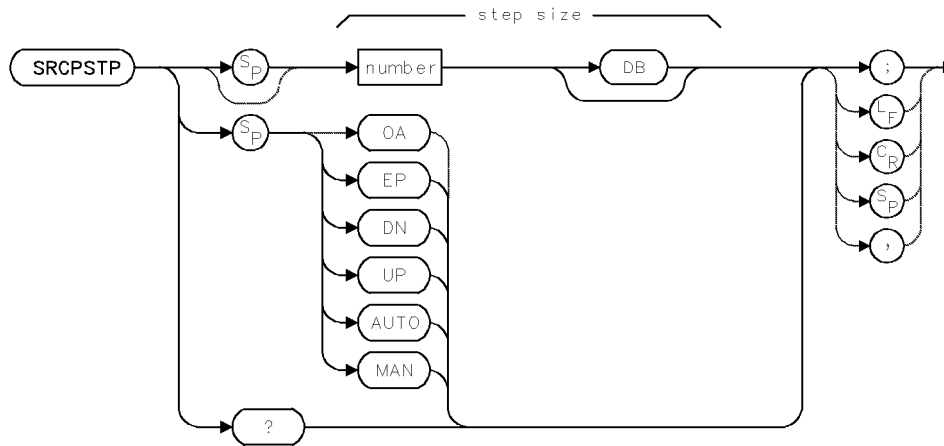 step size
SRCPSTP SP number DB ;
LF
SP OA CR
EP SP
DN ,
UP
AUTO
MAN
?